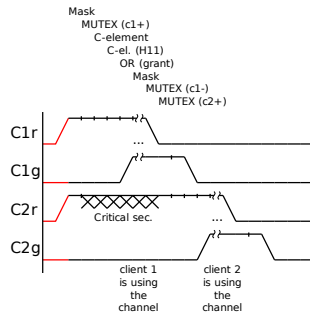 Mask
MUTEX (c1+)
C-element
C-el. (H11)
OR (grant)
Mask
MUTEX (c1-)
MUTEX (c2+)
C1r
...
C1g
C2r
Critical sec.
...
C2g
client 1
is using
the
channel
client 2
is using
the
channel